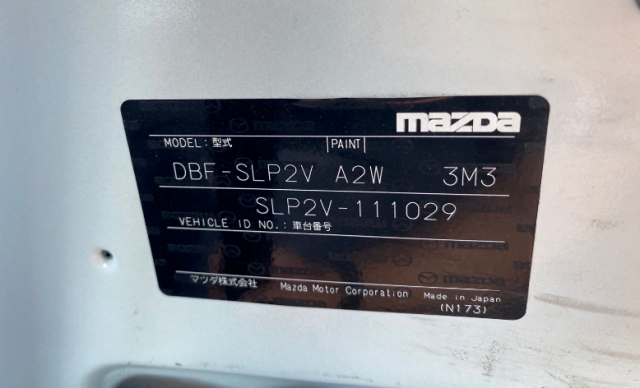 mazda
MODEL:型式 |PAINT|
DBF-SLP2V A2W 3M3
SLP2V-111029
VEHICLE ID NO.:車台番号
マツダ株式会社 Mazda Motor Corporation Made in Japan
(N173)